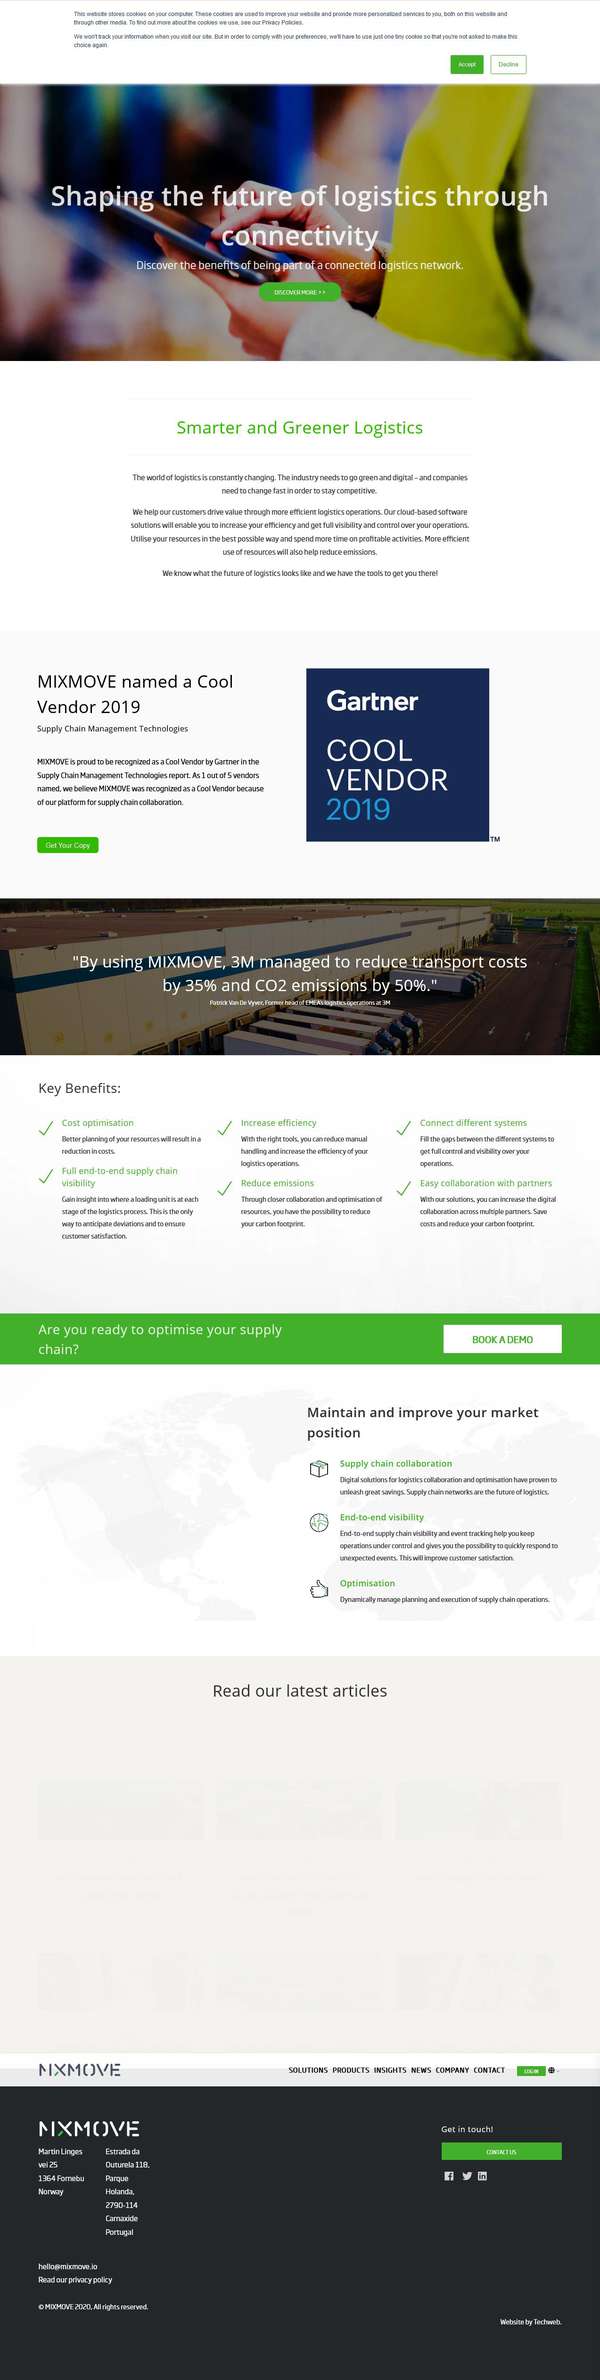 This website stores cookies on your computer. These cookies are used to improve your website and provide more personalized services to you, both on this website and
through other media. To find out more about the cookies we use, see our Privacy Policies.
We won't track your information when you visit our site. But in order to comply with your preferences, we'll have to use just one tiny cookie so that you're not asked to make this
choice again.
Accept
Decline
Shaping the future of logistics through
connectivity
Discover the benefits of being part of a connected logistics network.
DISCOVER MORE >>
Smarter and Greener Logistics
The world of logistics is constantly changing. The industry needs to go green and digital – and companies
need to change fast in order to stay competitive.
We help our customers drive value through more efficient logistics operations. Our cloud-based software
solutions will enable you to increase your efficiency and get full visibility and control over your operations.
Utilise your resources in the best possible way and spend more time on profitable activities. More efficient
use of resources will also help reduce emissions.
We know what the future of logistics looks like and we have the tools to get you there!
MIXMOVE named a Cool
Vendor 2019
Supply Chain Management Technologies
MIXMOVE is proud to be recognized as a Cool Vendor by Gartner in the
Supply Chain Management Technologies report. As 1 out of 5 vendors
named, we believe MIXMOVE was recognized as a Cool Vendor because
of our platform for supply chain collaboration.
Get Your Copy
Gartner
COOL
VENDOR
2019
TM
"By using MIXMOVE, 3M managed to reduce transport costs
by 35% and CO2 emissions by 50%."
Patrick Van De Vyver, Former head of EMEA's logistics operations at 3M
Key Benefits:
Cost optimisation
Better planning of your resources will result in a
reduction in costs.
Full end-to-end supply chain
visibility
Gain insight into where a loading unit is at each
stage of the logistics process. This is the only
way to anticipate deviations and to ensure
customer satisfaction.
Increase efficiency
With the right tools, you can reduce manual
handling and increase the efficiency of your
logistics operations.
Reduce emissions
Through closer collaboration and optimisation of
resources, you have the possibility to reduce
your carbon footprint.
Connect different systems
Fill the gaps between the different systems to
get full control and visibility over your
operations.
Easy collaboration with partners
With our solutions, you can increase the digital
collaboration across multiple partners. Save
costs and reduce your carbon footprint.
Are you ready to optimise your supply
chain?
BOOK A DEMO
Maintain and improve your market
position
Supply chain collaboration
Digital solutions for logistics collaboration and optimisation have proven to
unleash great savings. Supply chain networks are the future of logistics.
End-to-end visibility
End-to-end supply chain visibility and event tracking help you keep
operations under control and gives you the possibility to quickly respond to
unexpected events. This will improve customer satisfaction.
Optimisation
Dynamically manage planning and execution of supply chain operations.
Read our latest articles
MIXMOVE
SOLUTIONS PRODUCTS INSIGHTS NEWS COMPANY CONTACT
LOG IN
MIXMOVE
Martin Linges
vei 25
1364 Fornebu
Norway
Estrada da
Outurela 118,
Parque
Holanda,
2790-114
Carnaxide
Portugal
Get in touch!
CONTACT US
hello@mixmove.io
Read our privacy policy
© MIXMOVE 2020, All rights reserved.
Website by Techweb.